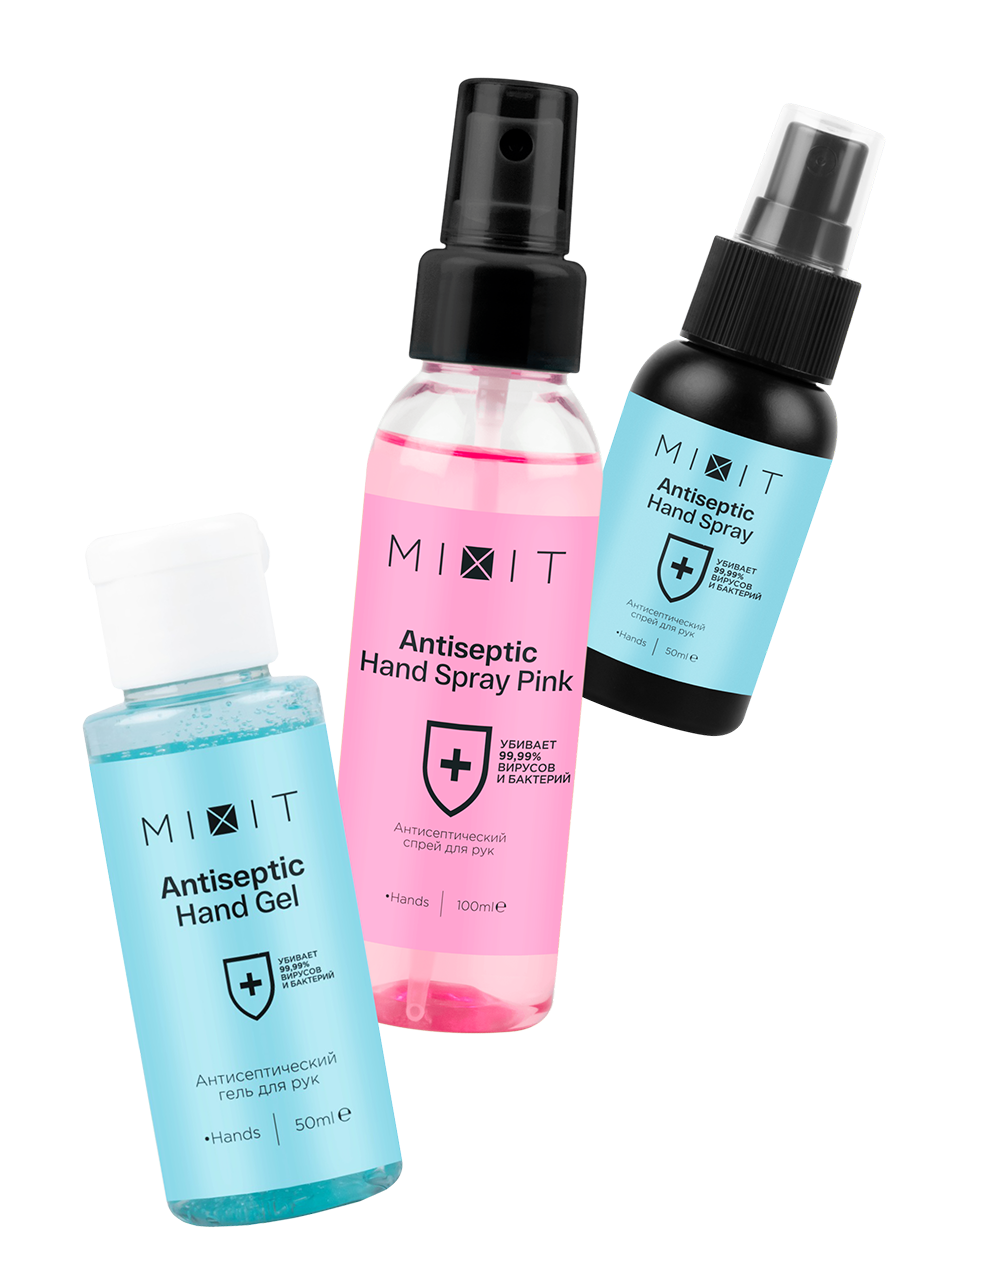 MIXIT
Antiseptic
Hand Gel
УБИВАЕТ
99,99%
ВИРУСОВ
И БАКТЕРИЙ
Антисептический
гель для рук
•Hands | 50ml ℮
MIXIT
Antiseptic
Hand Spray Pink
УБИВАЕТ
99,99%
ВИРУСОВ
И БАКТЕРИЙ
Антисептический
спрей для рук
•Hands | 100ml ℮
MIXIT
Antiseptic
Hand Spray
УБИВАЕТ
99,99%
ВИРУСОВ
И БАКТЕРИЙ
Антисептический
спрей для рук
•Hands | 50ml ℮